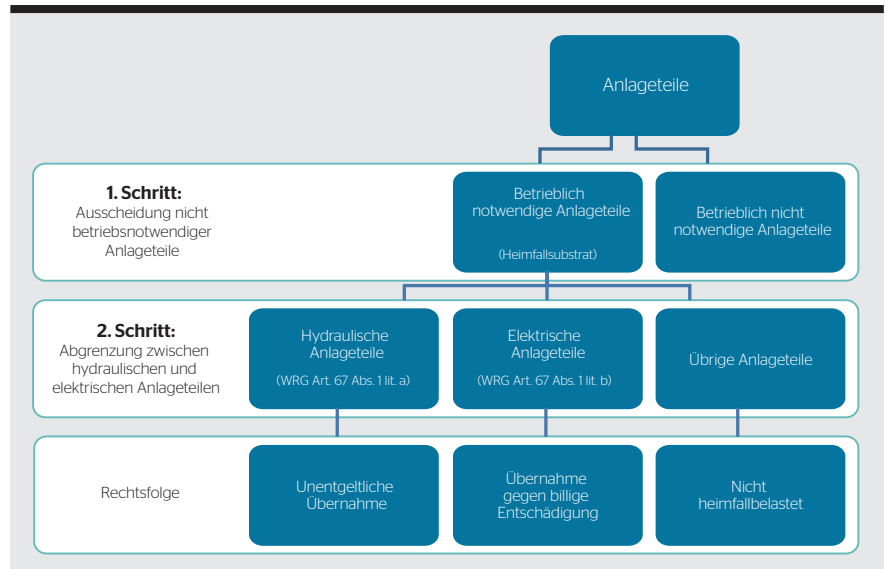 Anlageteile
1. Schritt:
Ausscheidung nicht
betriebsnotwendiger
Anlageteile
Betrieblich
notwendige Anlageteile
(Heimfallsubstrat)
Betrieblich nicht
notwendige Anlageteile
2. Schritt:
Abgrenzung zwischen
hydraulischen und
elektrischen Anlageteilen
Hydraulische
Anlageteile
(WRG Art. 67 Abs. 1 lit. a)
Elektrische
Anlageteile
(WRG Art. 67 Abs. 1 lit. b)
Übrige Anlageteile
Rechtsfolge
Unentgeltliche
Übernahme
Übernahme
gegen billige
Entschädigung
Nicht
heimfallbelastet